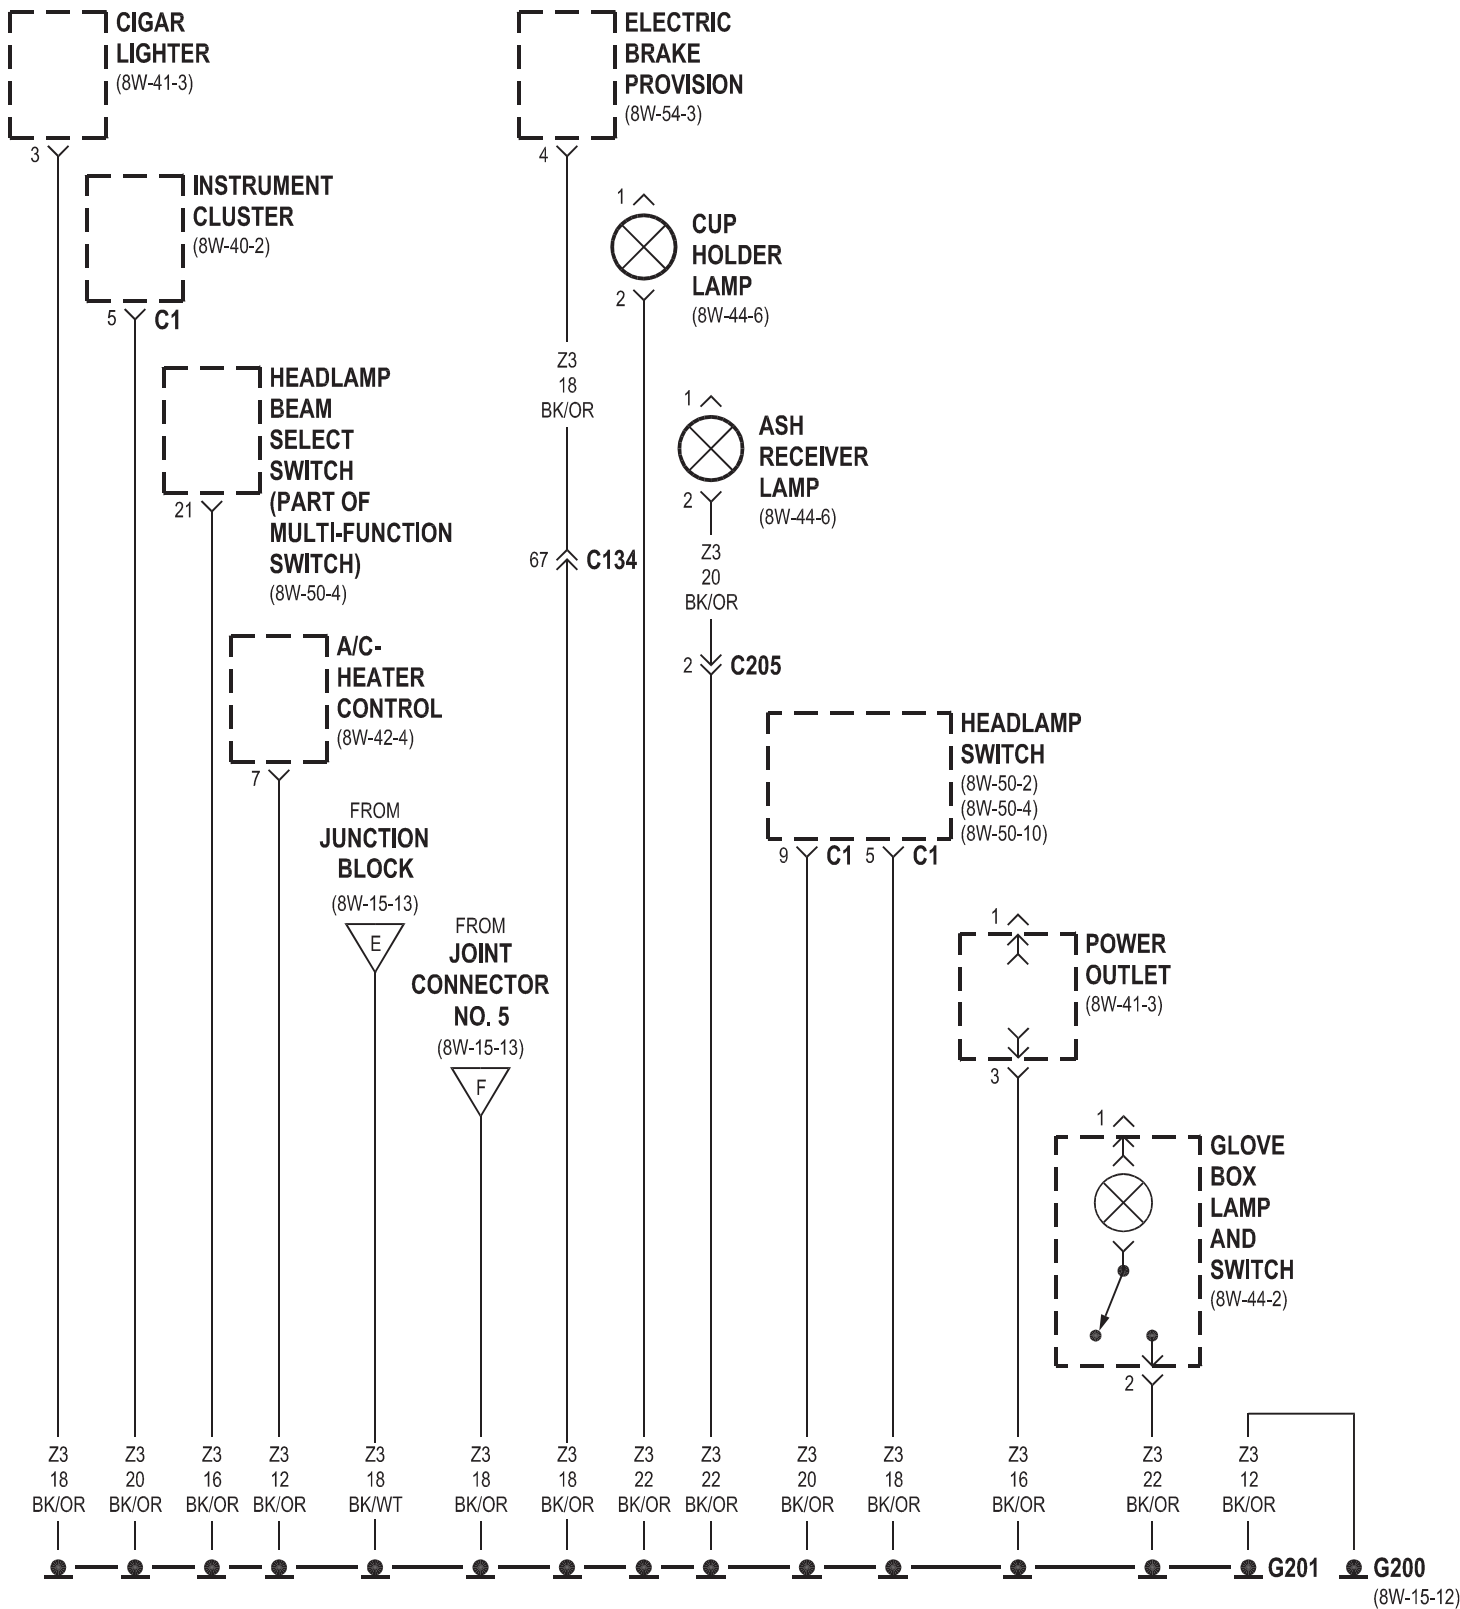 CIGAR
LIGHTER
(8W-41-3)
3
ELECTRIC
BRAKE
PROVISION
(8W-54-3)
4
INSTRUMENT
CLUSTER
(8W-40-2)
5 C1
1
CUP
HOLDER
LAMP
(8W-44-6)
2
HEADLAMP
BEAM
SELECT
SWITCH
(PART OF
MULTI-FUNCTION
SWITCH)
(8W-50-4)
21
Z3
18
BK/OR
67 C134
1
ASH
RECEIVER
LAMP
(8W-44-6)
2
Z3
20
BK/OR
2 C205
A/C-
HEATER
CONTROL
(8W-42-4)
7
HEADLAMP
SWITCH
(8W-50-2)
(8W-50-4)
(8W-50-10)
9 C1 5 C1
FROM
JUNCTION
BLOCK
(8W-15-13)
E
FROM
JOINT
CONNECTOR
NO. 5
(8W-15-13)
F
1
POWER
OUTLET
(8W-41-3)
3
1
GLOVE
BOX
LAMP
AND
SWITCH
(8W-44-2)
2
Z3 Z3 Z3 Z3 Z3 Z3 Z3 Z3 Z3 Z3 Z3 Z3 Z3 Z3
18 20 16 12 18 18 18 22 22 20 18 16 22 12
BK/OR BK/OR BK/OR BK/OR BK/WT BK/OR BK/OR BK/OR BK/OR BK/OR BK/OR BK/OR BK/OR BK/OR
G201 G200
(8W-15-12)